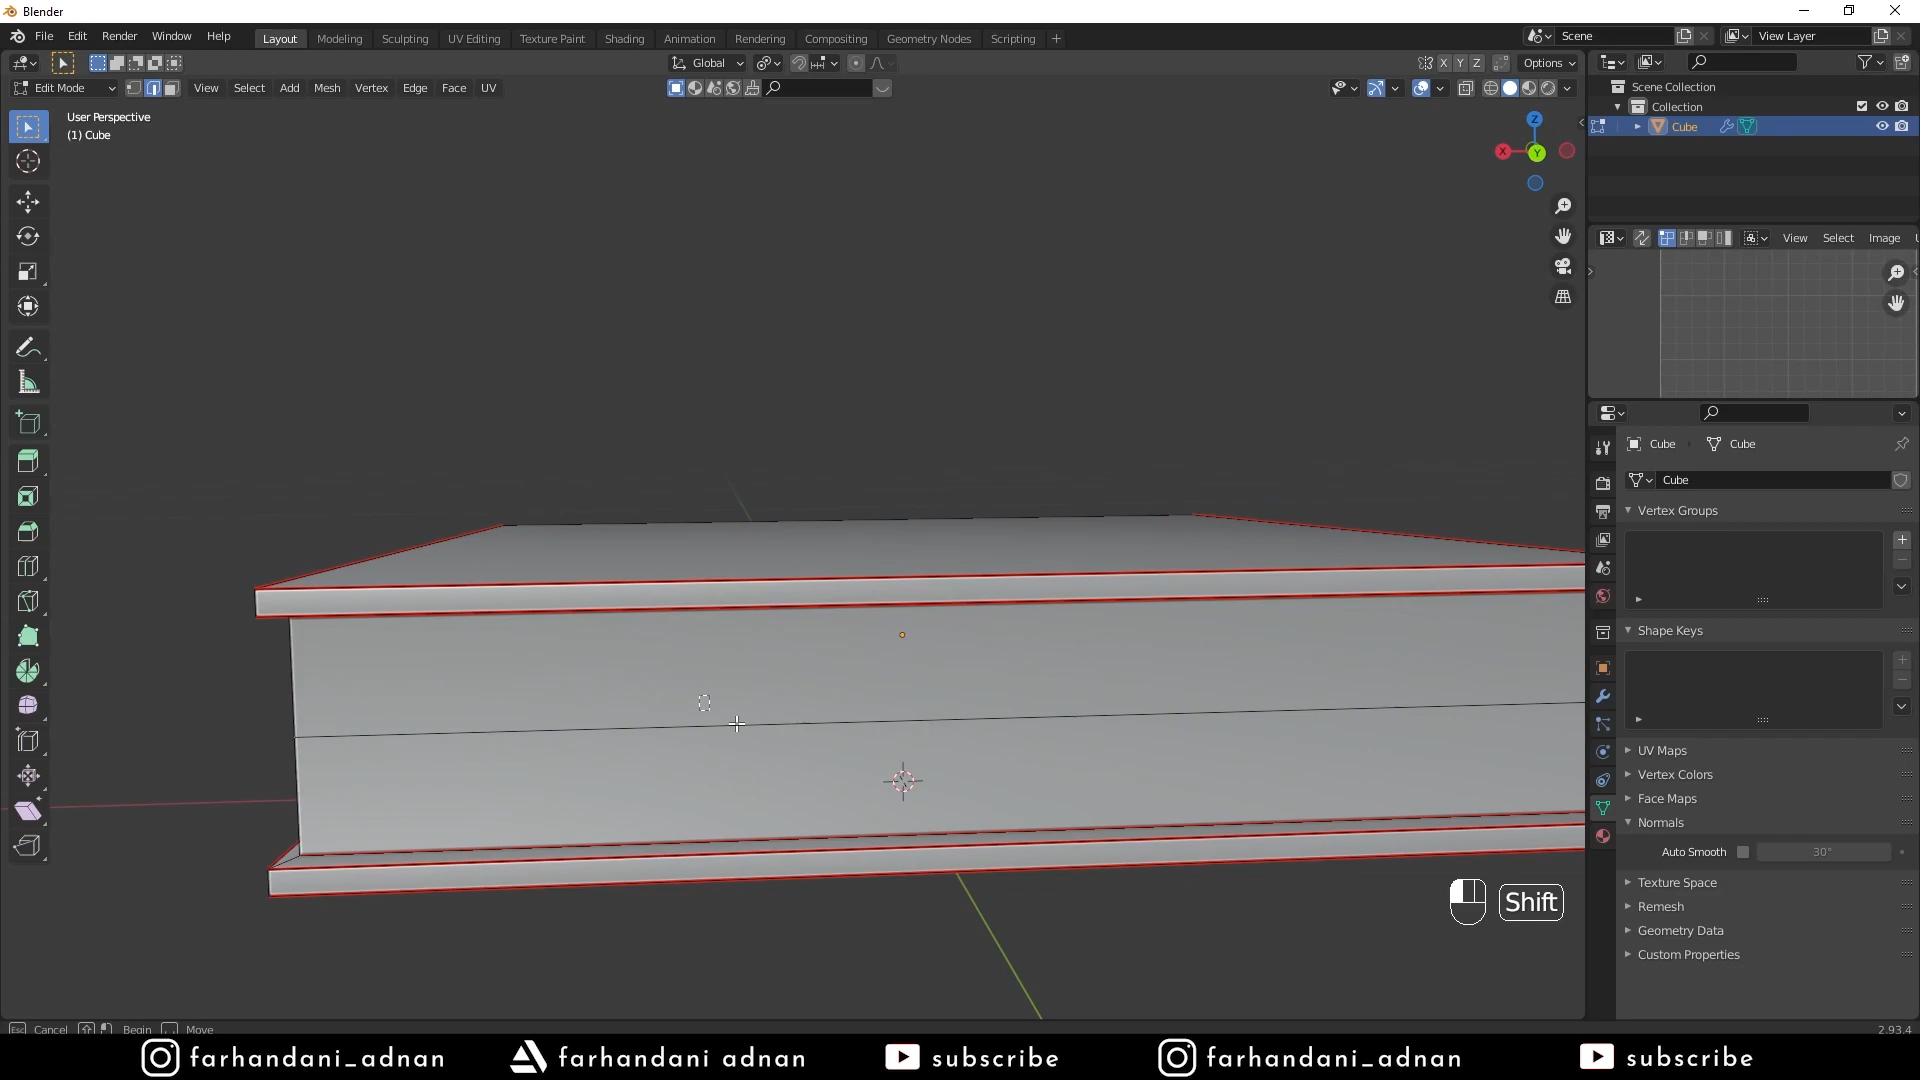 Blender
File Edit Render Window Help
Layout Modeling Sculpting UV Editing Texture Paint Shading Animation Rendering Compositing Geometry Nodes Scripting +
Scene
View Layer
Global
X Y Z
Options
Edit Mode
View Select Add Mesh Vertex Edge Face UV
User Perspective
(1) Cube
Z
X
Y
Scene Collection
Collection
Cube
View Select Image
Cube
Cube
Cube
Vertex Groups
Shape Keys
UV Maps
Vertex Colors
Face Maps
Normals
Auto Smooth 30°
Texture Space
Remesh
Geometry Data
Custom Properties
Shift
Esc Cancel Begin Move
2.93.4
farhandani_adnan farhandani adnan subscribe farhandani_adnan subscribe